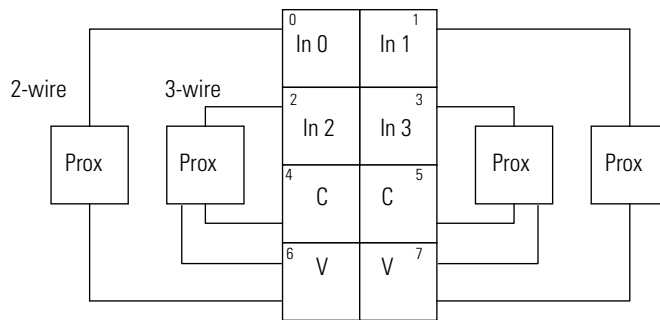 0 1
In 0 In 1
2-wire 3-wire
2 3
In 2 In 3
Prox Prox Prox Prox
4 5
C C
6 7
V V